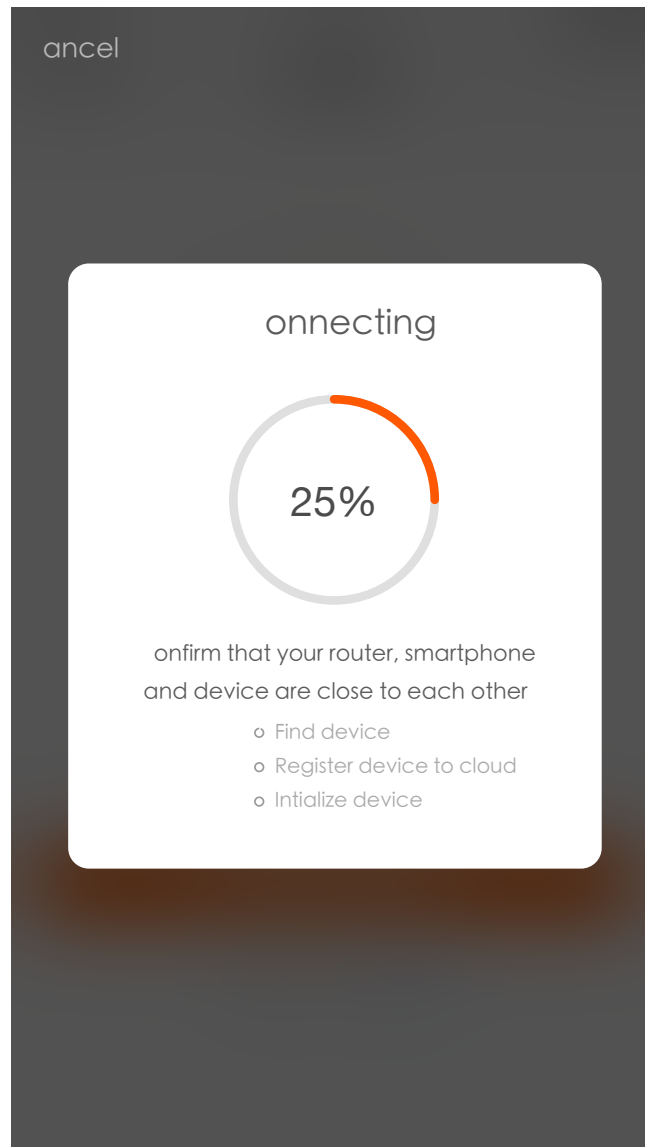 ancel
onnecting
25%
onfirm that your router, smartphone
and device are close to each other
Find device
Register device to cloud
Intialize device